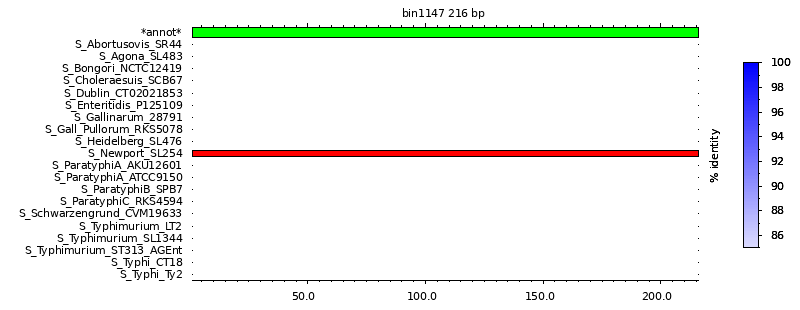 bin1147 216 bp
*annot*
S_Abortusovis_SR44
S_Agona_SL483
S_Bongori_NCTC12419
S_Choleraesuis_SCB67
S_Dublin_CT02021853
S_Enteritidis_P125109
S_Gallinarum_28791
S_Gall_Pullorum_RKS5078
S_Heidelberg_SL476
S_Newport_SL254
S_ParatyphiA_AKU12601
S_ParatyphiA_ATCC9150
S_ParatyphiB_SPB7
S_ParatyphiC_RKS4594
S_Schwarzengrund_CVM19633
S_Typhimurium_LT2
S_Typhimurium_SL1344
S_Typhimurium_ST313_AGEnt
S_Typhi_CT18
S_Typhi_Ty2
50.0 100.0 150.0 200.0
% identity
100
98
96
94
92
90
88
86